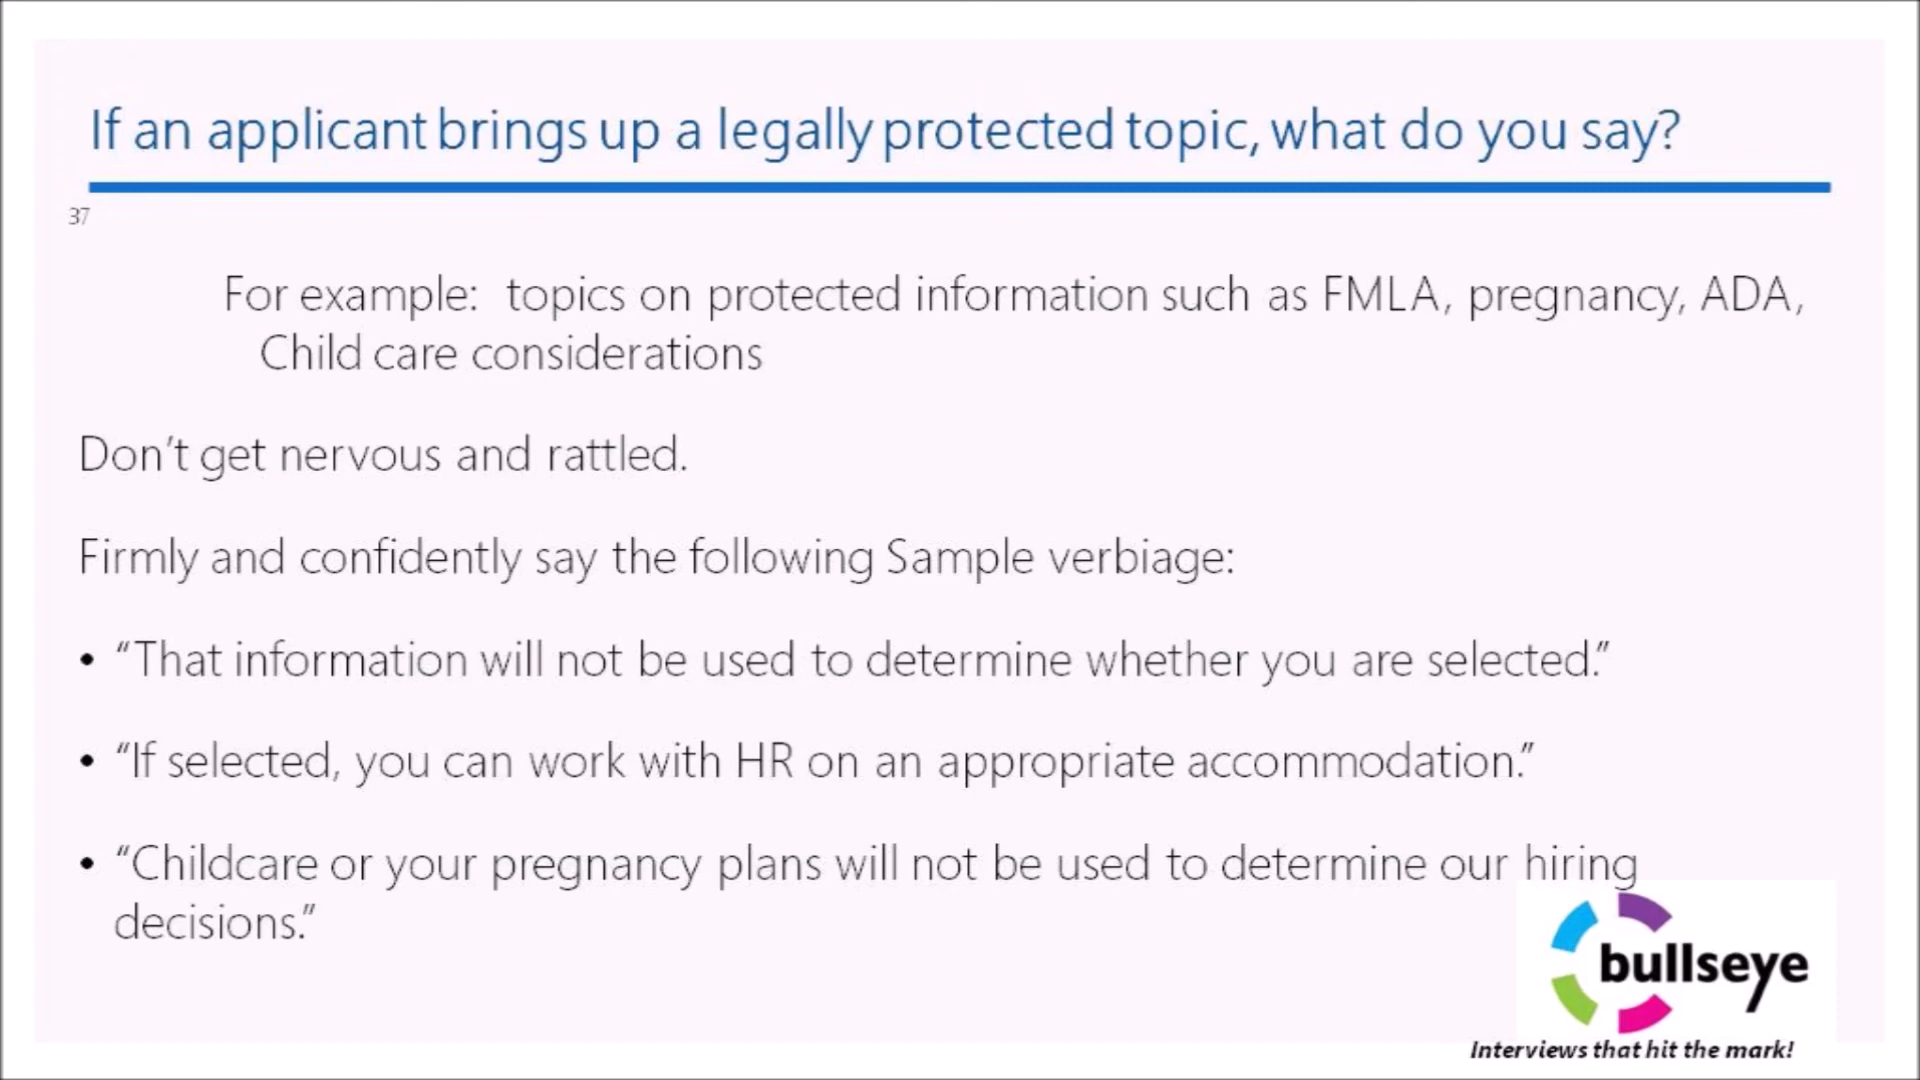 If an applicant brings up a legally protected topic, what do you say?
37
For example:  topics on protected information such as FMLA, pregnancy, ADA,
Child care considerations
Don’t get nervous and rattled.
Firmly and confidently say the following Sample verbiage:
• “That information will not be used to determine whether you are selected.”
• “If selected, you can work with HR on an appropriate accommodation.”
• “Childcare or your pregnancy plans will not be used to determine our hiring
decisions.”
bullseye
Interviews that hit the mark!